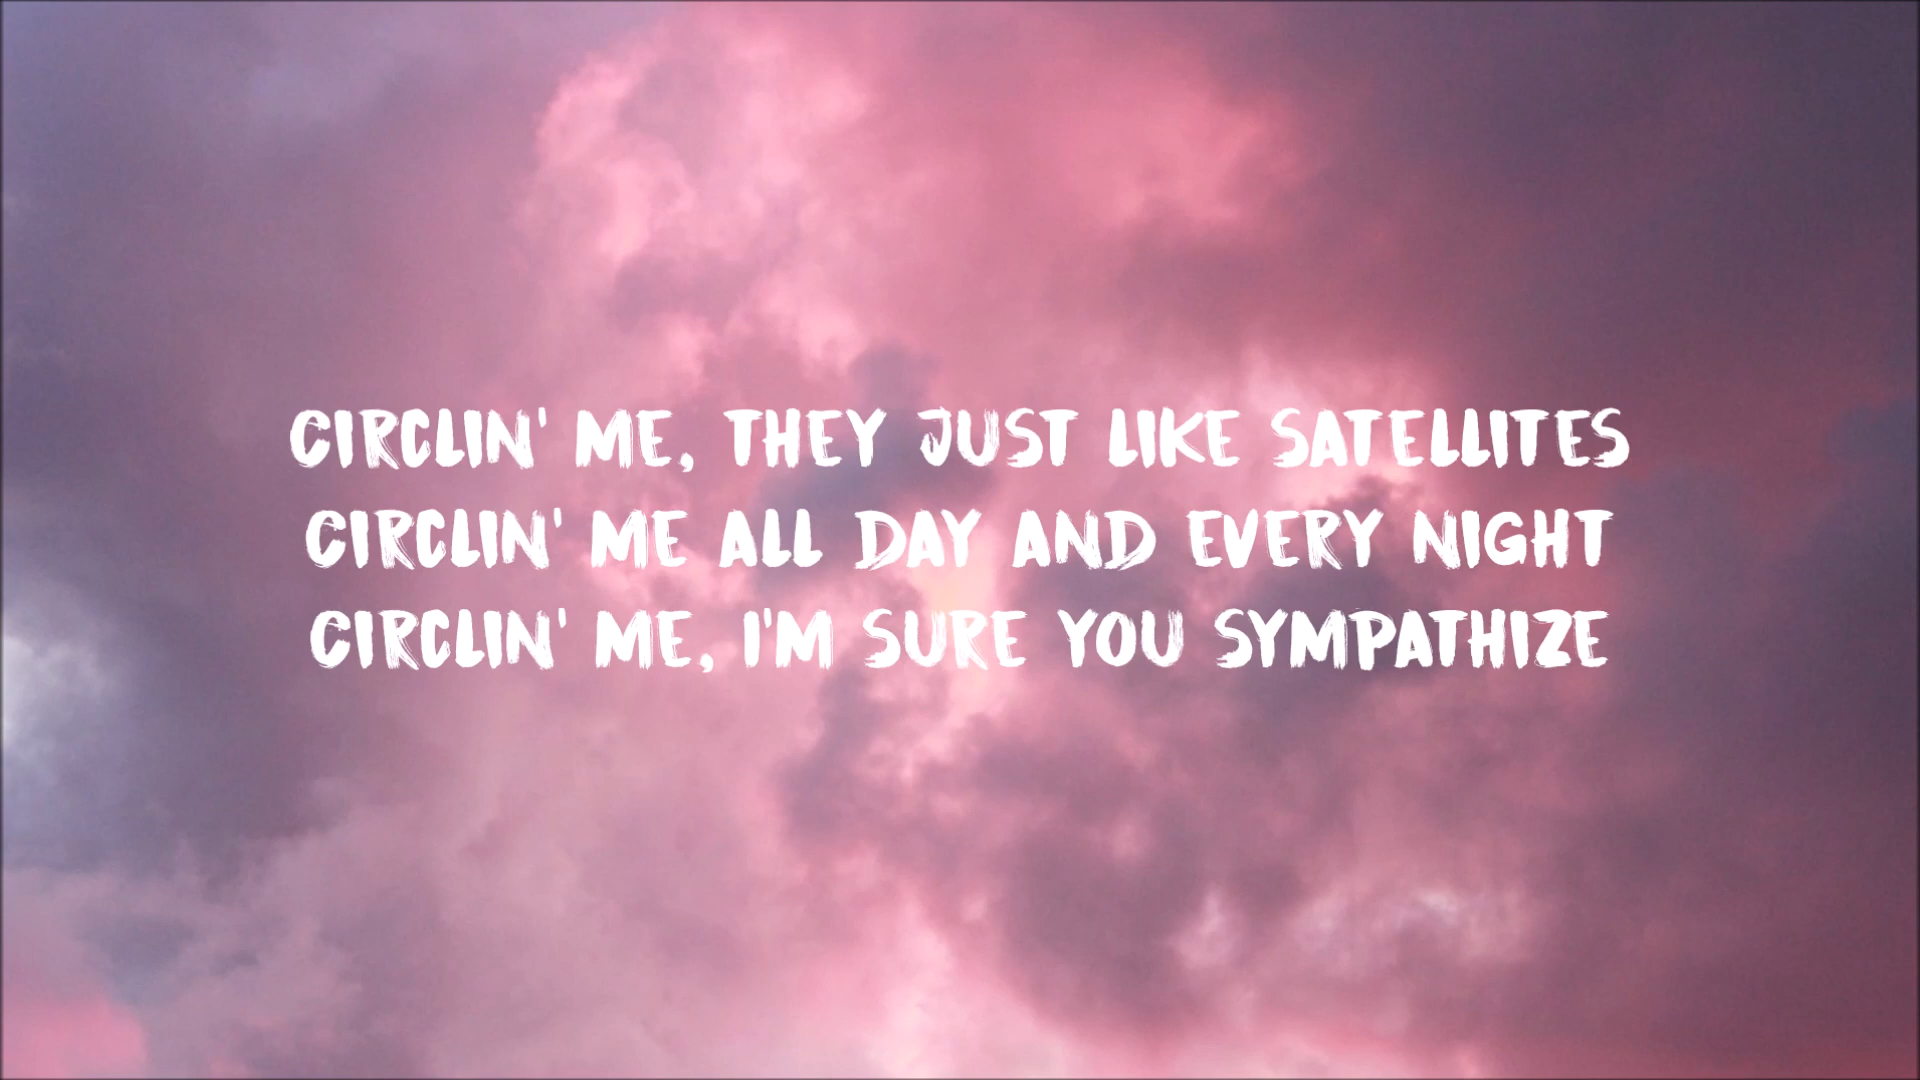 CIRCLIN' ME, THEY JUST LIKE SATELLITES
CIRCLIN' ME ALL DAY AND EVERY NIGHT
CIRCLIN' ME, I'M SURE YOU SYMPATHIZE